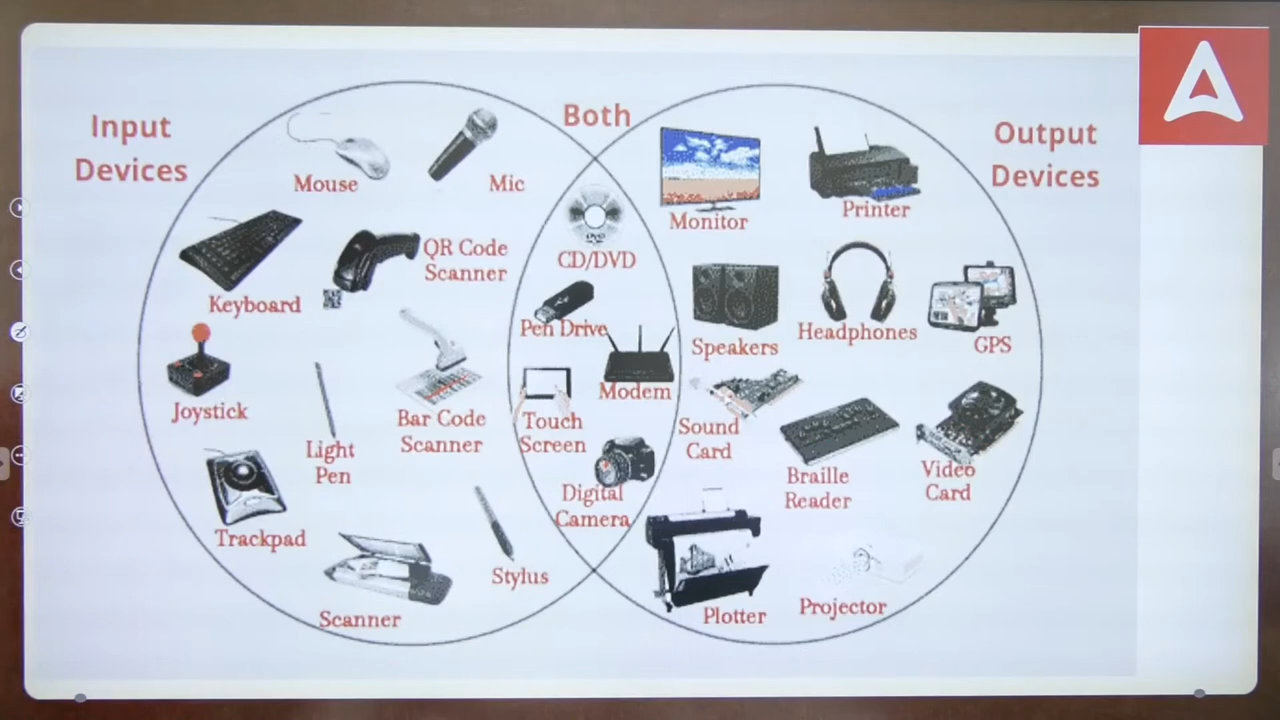 Input
Devices
Both
Output
Devices
Mouse
Mic
Keyboard
QR Code
Scanner
Joystick
Light
Pen
Bar Code
Scanner
Trackpad
Scanner
Stylus
DVD
CD/DVD
Pen Drive
Modem
Touch
Screen
Digital
Camera
Monitor
Printer
Speakers
Headphones
GPS
Sound
Card
Braille
Reader
Video
Card
Plotter
Projector